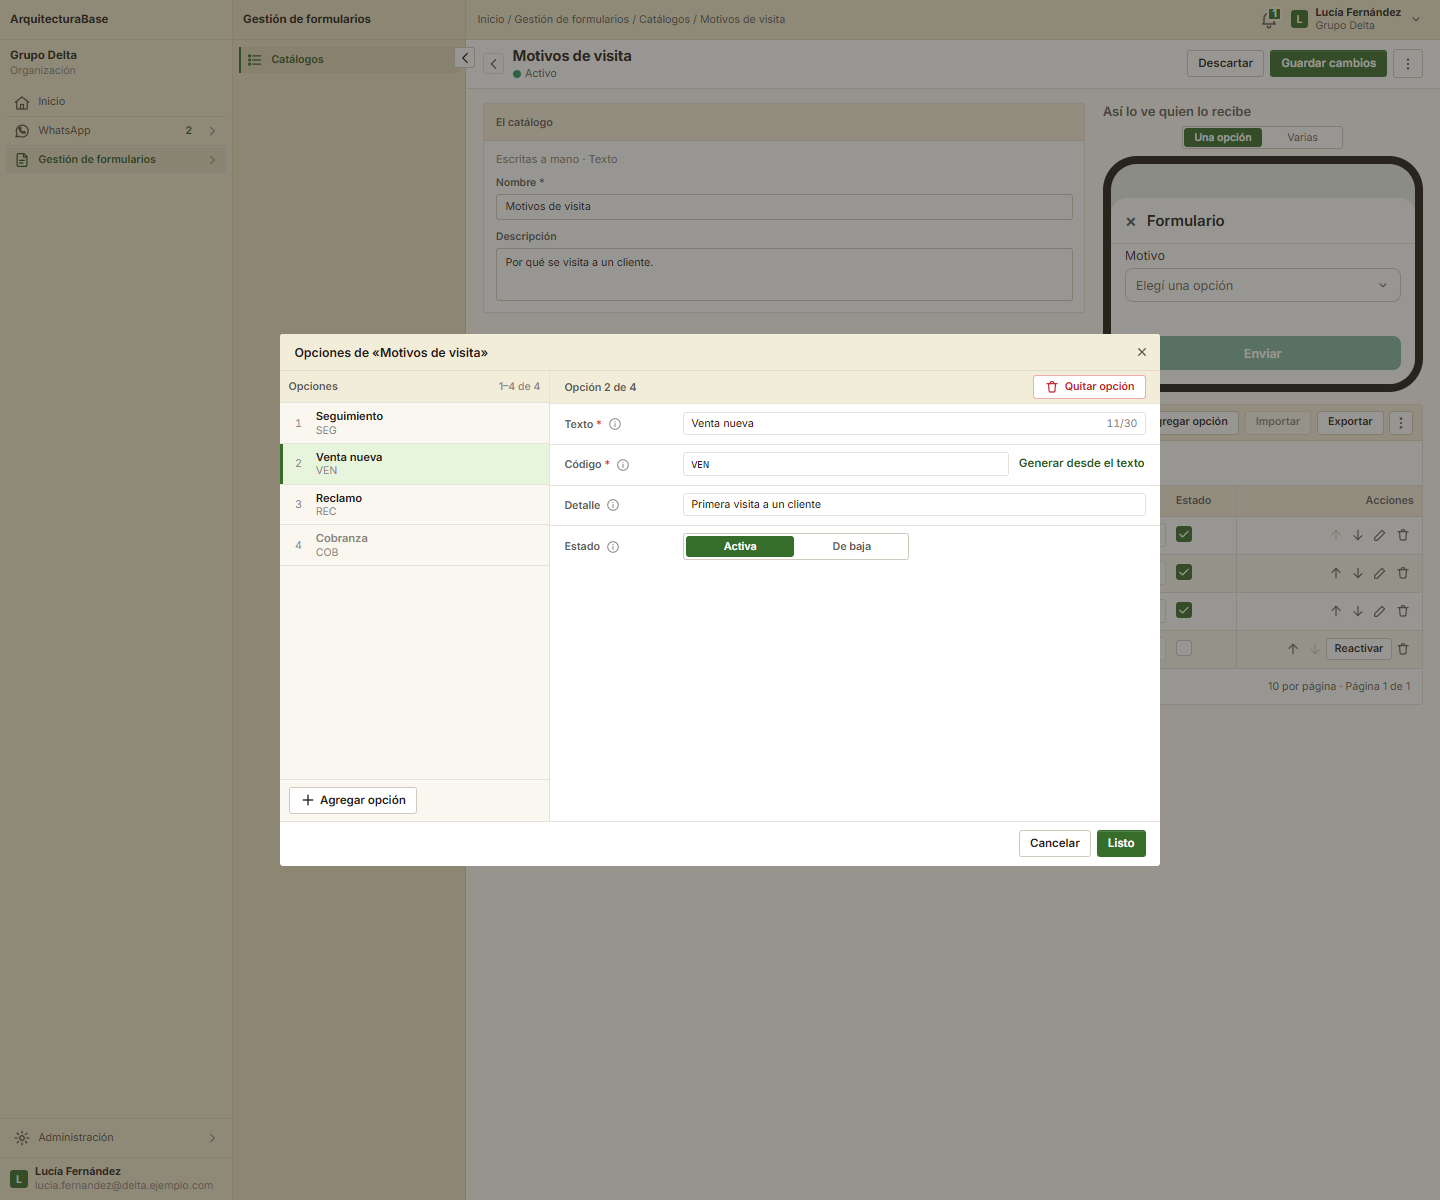 ArquitecturaBase
Grupo Delta
Organización
Inicio
WhatsApp 2
Gestión de formularios
Administración
L Lucía Fernández
lucia.fernandez@delta.ejemplo.com
Gestión de formularios
Catálogos
Inicio / Gestión de formularios / Catálogos / Motivos de visita
1
L Lucía Fernández
Grupo Delta
Motivos de visita
Activo
Descartar
Guardar cambios
El catálogo
Escritas a mano · Texto
Nombre *
Motivos de visita
Descripción
Por qué se visita a un cliente.
Así lo ve quien lo recibe
Una opción Varias
Formulario
Motivo
Elegí una opción
Enviar
gregar opción Importar Exportar
Estado Acciones
Reactivar
10 por página · Página 1 de 1
Opciones de «Motivos de visita»
Opciones 1–4 de 4
1 Seguimiento
SEG
2 Venta nueva
VEN
3 Reclamo
REC
4 Cobranza
COB
Agregar opción
Opción 2 de 4
Quitar opción
Texto * Venta nueva 11/30
Código * VEN Generar desde el texto
Detalle Primera visita a un cliente
Estado Activa De baja
Cancelar Listo